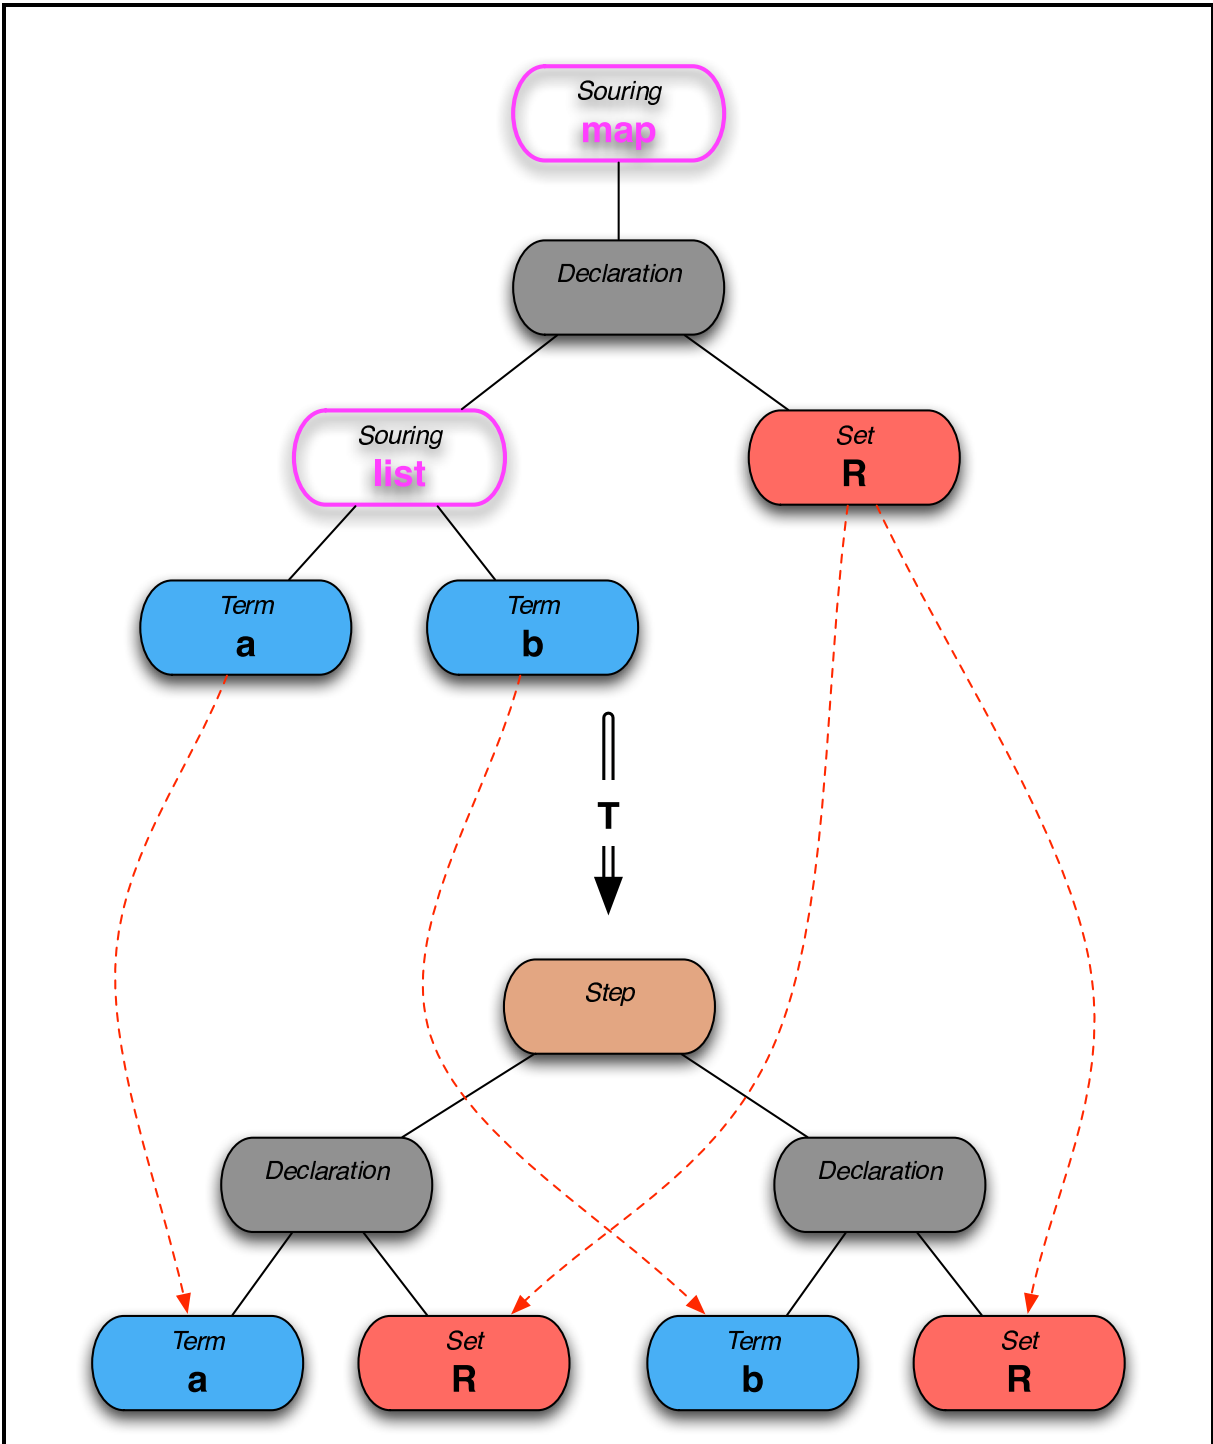 Souring
map
Declaration
Souring
list
Set
R
Term
a
Term
b
T
Step
Declaration
Declaration
Term
a
Set
R
Term
b
Set
R